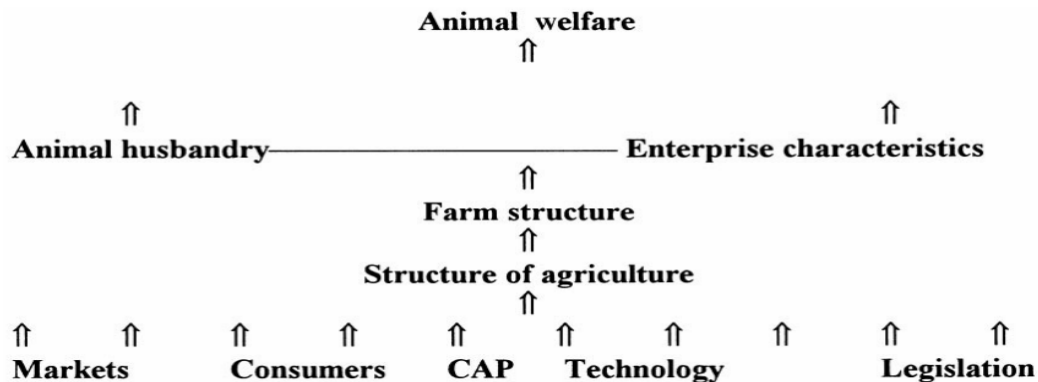 Animal welfare
⇑
⇑ ⇑
Animal husbandry————————————Enterprise characteristics
⇑
Farm structure
⇑
Structure of agriculture
⇑
⇑ ⇑ ⇑ ⇑ ⇑ ⇑ ⇑ ⇑ ⇑ ⇑
Markets Consumers CAP Technology Legislation